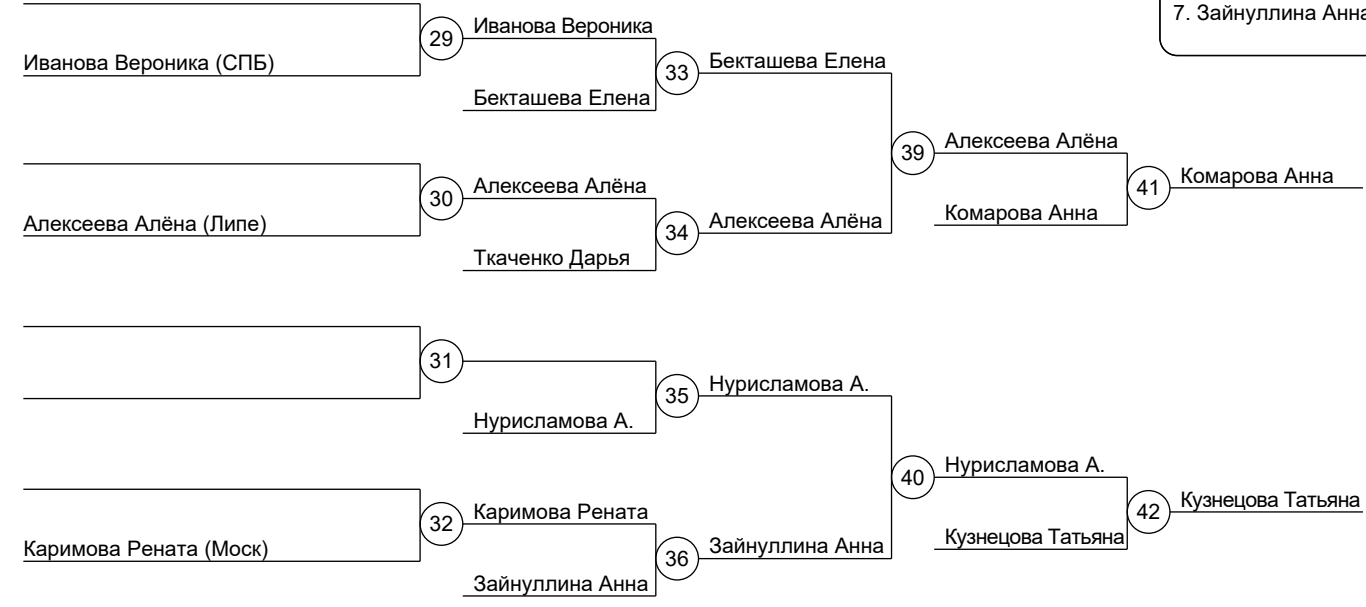 7. Зайнуллина Анна
29
Иванова Вероника
Иванова Вероника (СПБ)
33
Бекташева Елена
Бекташева Елена
39
Алексеева Алёна
30
Алексеева Алёна
41
Комарова Анна
Алексеева Алёна (Липе)
34
Алексеева Алёна
Комарова Анна
Ткаченко Дарья
31
35
Нурисламова А.
Нурисламова А.
40
Нурисламова А.
32
Каримова Рената
42
Кузнецова Татьяна
Каримова Рената (Моск)
36
Зайнуллина Анна
Кузнецова Татьяна
Зайнуллина Анна